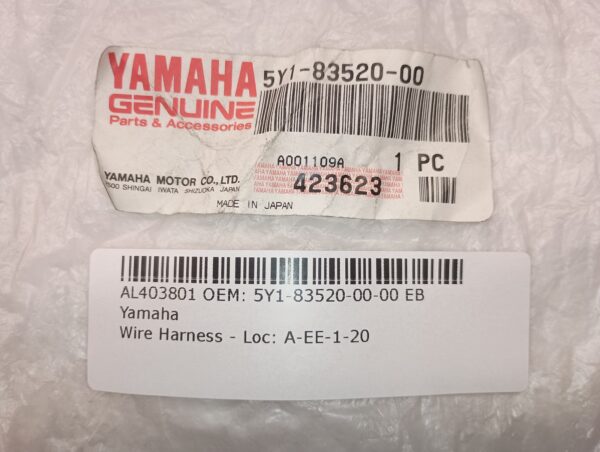 YAMAHA
GENUINE
Parts & Accessories
5Y1-83520-00
A001109A 1 PC
YAMAHA MOTOR CO., LTD.
2500 SHINGAI IWATA SHIZUOKA JAPAN
423623
MADE IN JAPAN
AL403801 OEM: 5Y1-83520-00-00 EB
Yamaha
Wire Harness - Loc: A-EE-1-20